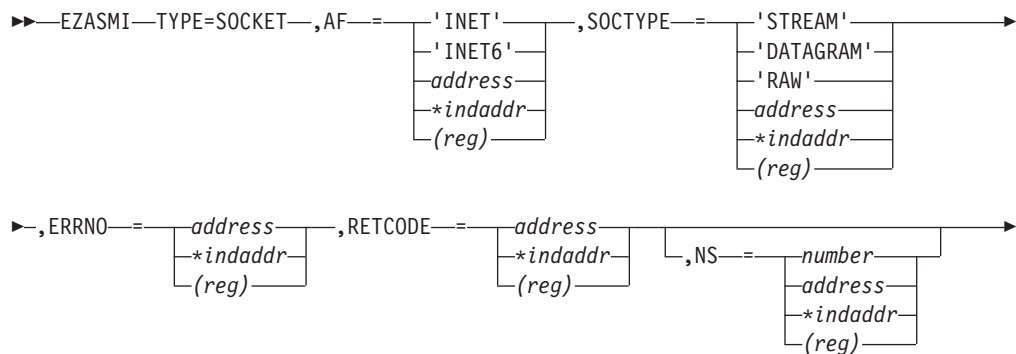 EZASMI TYPE=SOCKET ,AF = 'INET' ,SOCTYPE = 'STREAM'
'INET6' 'DATAGRAM'
address 'RAW'
*indaddr address
(reg) *indaddr
(reg)
,ERRNO = address ,RETCODE = address
*indaddr *indaddr ,NS = number
(reg) (reg) address
*indaddr
(reg)